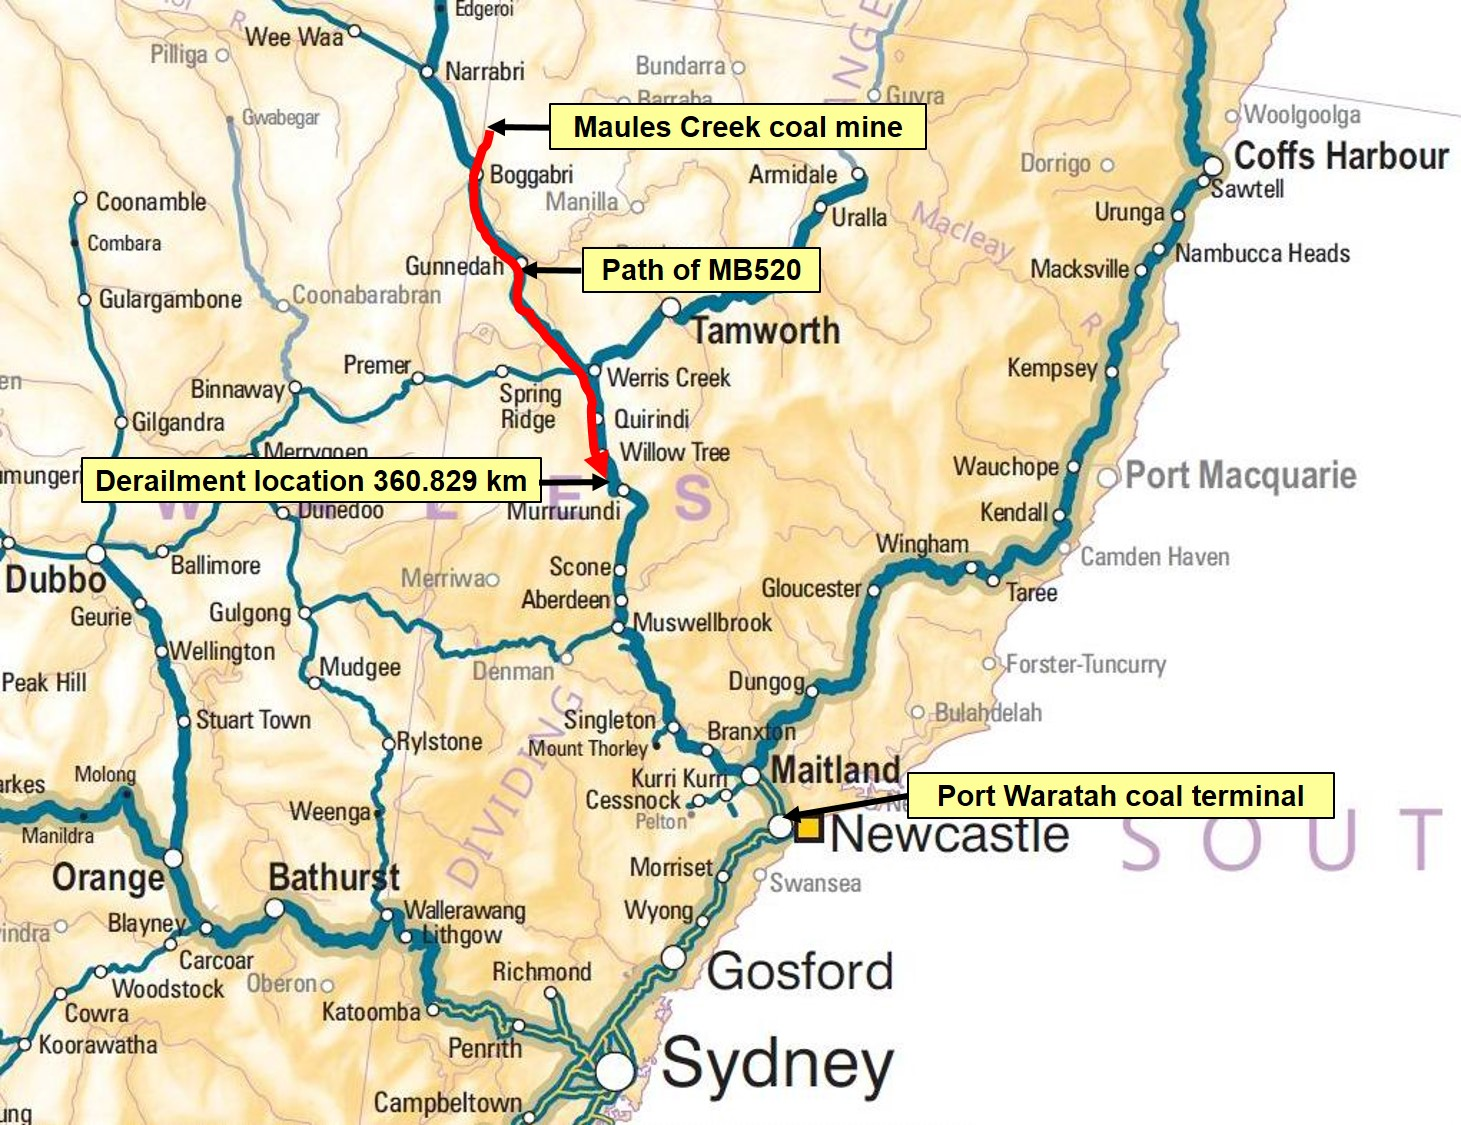 Edgeroi
Wee Waa
Pilliga
Narrabri
Bundarra
Barraba
Guyra
Gwabegar
Maules Creek coal mine
Woolgoolga
Coffs Harbour
Dorrigo
Boggabri
Armidale
Sawtell
Manilla
Coonamble
Uralla
Urunga
Macleay
R
Combara
Nambucca Heads
Gunnedah
Path of MB520
Macksville
Gulargambone
Coonabarabran
Tamworth
Premer
Werris Creek
Kempsey
Binnaway
Spring
Ridge
Gilgandra
Quirindi
Merrygoen
Willow Tree
Wauchope
Port Macquarie
Derailment location 360.829 km
W L E S
Dunedoo
Murrurundi
Kendall
Wingham
Camden Haven
Ballimore
Scone
Dubbo
Merriwa
Gloucester
Taree
Geurie
Gulgong
Aberdeen
Muswellbrook
Wellington
Mudgee
Denman
Forster-Tuncurry
Peak Hill
Dungog
DIVIDING
Bulahdelah
Stuart Town
Singleton
Branxton
Rylstone
Mount Thorley
Molong
Kurri Kurri
Maitland
Cessnock
Port Waratah coal terminal
Weenga
Pelton
Manildra
Newcastle
SOUT
Orange
Bathurst
Morriset
Swansea
Blayney
Wallerawang
Wyong
Lithgow
Carcoar
Richmond
Gosford
Woodstock
Oberon
Cowra
Katoomba
Koorawatha
Penrith
Sydney
Campbeltown